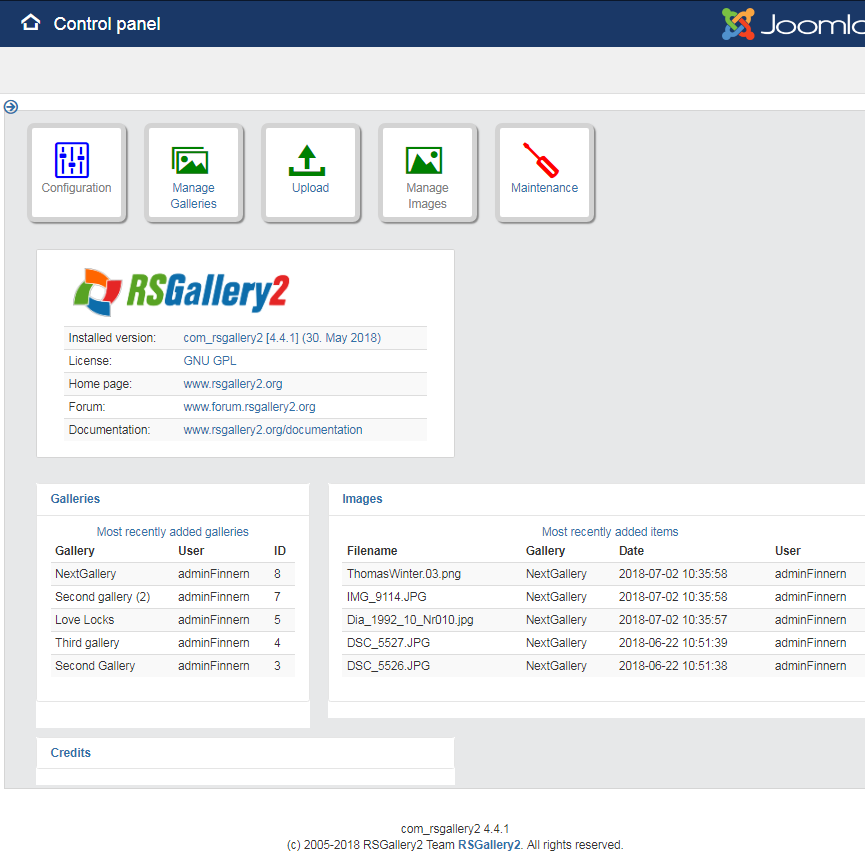 Control panel
Configuration
Manage
Galleries
Upload
Manage
Images
Maintenance
RSGallery2
Installed version: com_rsgallery2 [4.4.1] (30. May 2018)
License: GNU GPL
Home page: www.rsgallery2.org
Forum: www.forum.rsgallery2.org
Documentation: www.rsgallery2.org/documentation
Galleries
Most recently added galleries
Gallery User ID
NextGallery adminFinnern 8
Second gallery (2) adminFinnern 7
Love Locks adminFinnern 5
Third gallery adminFinnern 4
Second Gallery adminFinnern 3
Images
Most recently added items
Filename Gallery Date User
ThomasWinter.03.png NextGallery 2018-07-02 10:35:58 adminFinnern
IMG_9114.JPG NextGallery 2018-07-02 10:35:58 adminFinnern
Dia_1992_10_Nr010.jpg NextGallery 2018-07-02 10:35:57 adminFinnern
DSC_5527.JPG NextGallery 2018-06-22 10:51:39 adminFinnern
DSC_5526.JPG NextGallery 2018-06-22 10:51:38 adminFinnern
Credits
com_rsgallery2 4.4.1
(c) 2005-2018 RSGallery2 Team RSGallery2. All rights reserved.